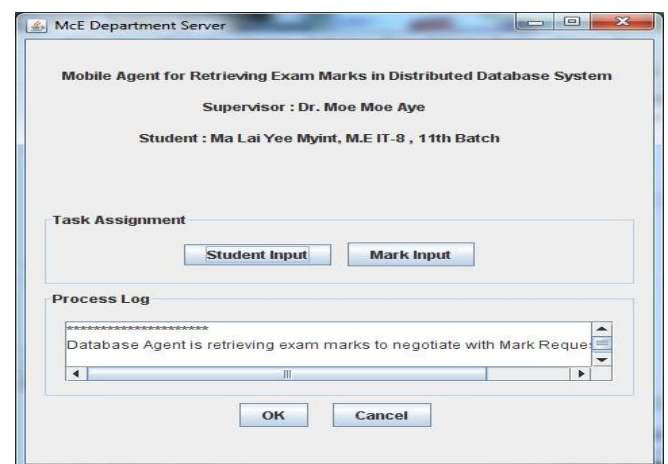 McE Department Server
Mobile Agent for Retrieving Exam Marks in Distributed Database System
Supervisor : Dr. Moe Moe Aye
Student : Ma Lai Yee Myint, M.E IT-8 , 11th Batch
Task Assignment
Student Input Mark Input
Process Log
*********************
Database Agent is retrieving exam marks to negotiate with Mark
OK Cancel